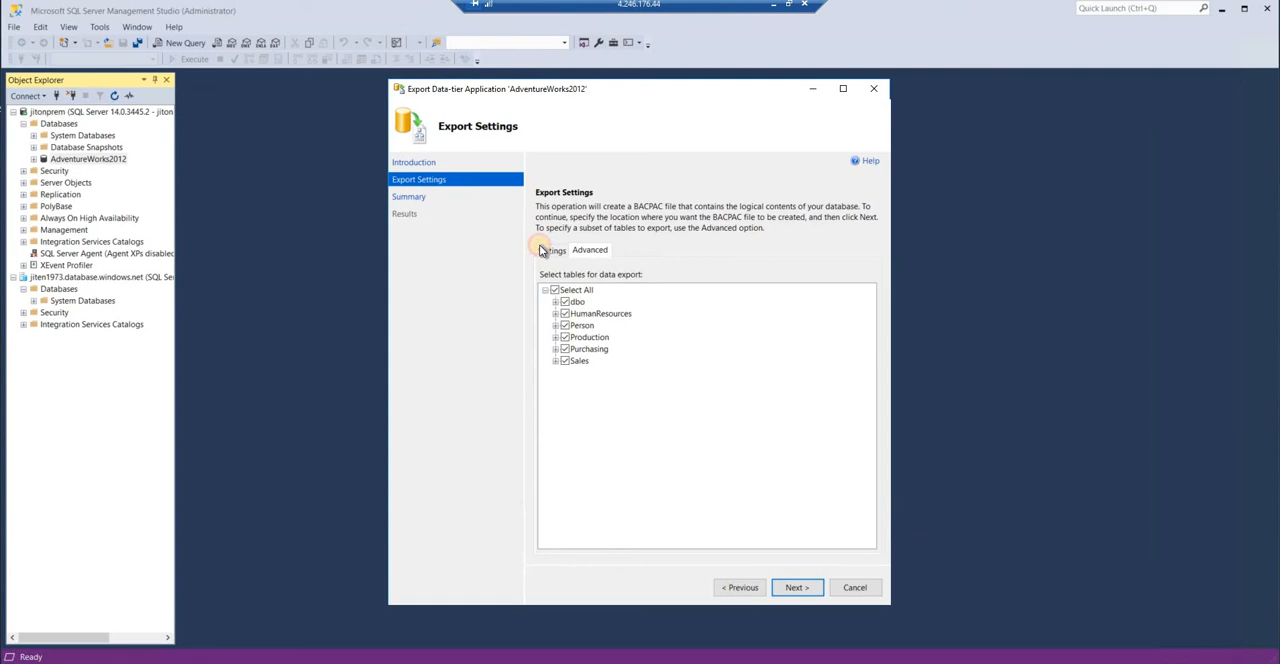 4.246.176.44
Microsoft SQL Server Management Studio (Administrator)
Quick Launch (Ctrl+Q)
File Edit View Tools Window Help
New Query
Execute
Object Explorer
Connect
jitonprem (SQL Server 14.0.3445.2 - jiton
Databases
System Databases
Database Snapshots
AdventureWorks2012
Security
Server Objects
Replication
PolyBase
Always On High Availability
Management
Integration Services Catalogs
SQL Server Agent (Agent XPs disabled
XEvent Profiler
jiten1973.database.windows.net (SQL Se
Databases
System Databases
Security
Integration Services Catalogs
Export Data-tier Application 'AdventureWorks2012'
Export Settings
Introduction
Export Settings
Summary
Results
Help
Export Settings
This operation will create a BACPAC file that contains the logical contents of your database. To
continue, specify the location where you want the BACPAC file to be created, and then click Next.
To specify a subset of tables to export, use the Advanced option.
Advanced
Select tables for data export:
Select All
dbo
HumanResources
Person
Production
Purchasing
Sales
< Previous Next > Cancel
Ready